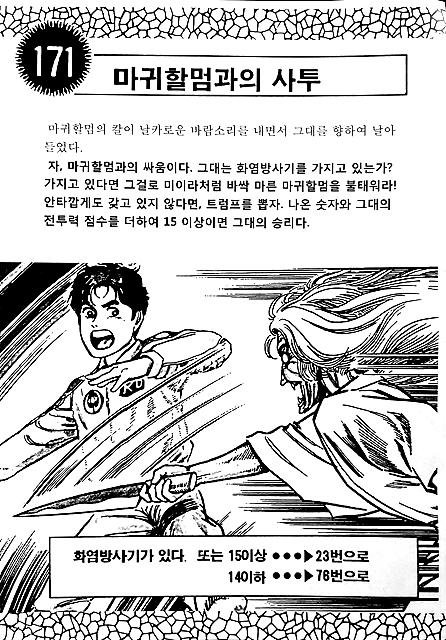 171
마귀할멈과의 사투
마귀할멈의 칼이 날카로운 바람소리를 내면서 그대를 향하여 날아
들었다.
자, 마귀할멈과의 싸움이다. 그대는 화염방사기를 가지고 있는가?
가지고 있다면 그걸로 미이라처럼 바싹 마른 마귀할멈을 불태워라!
안타깝게도 갖고 있지 않다면, 트럼프를 뽑자. 나온 숫자와 그대의
전투력 점수를 더하여 15 이상이면 그대의 승리다.
화염방사기가 있다. 또는 15이상 ●●●▶23번으로
14이하 ●●●▶76번으로